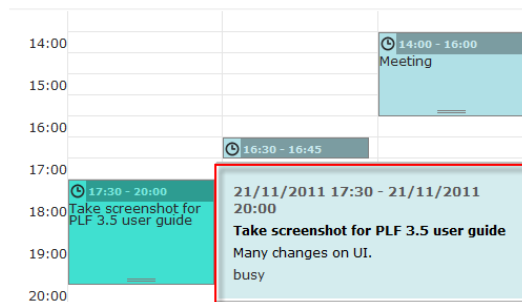 14:00
14:00 - 16:00
Meeting
15:00
16:00
16:30 - 16:45
17:00
17:30 - 20:00
Take screenshot for
PLF 3.5 user guide
18:00
19:00
20:00
21/11/2011 17:30 - 21/11/2011
20:00
Take screenshot for PLF 3.5 user guide
Many changes on UI.
busy